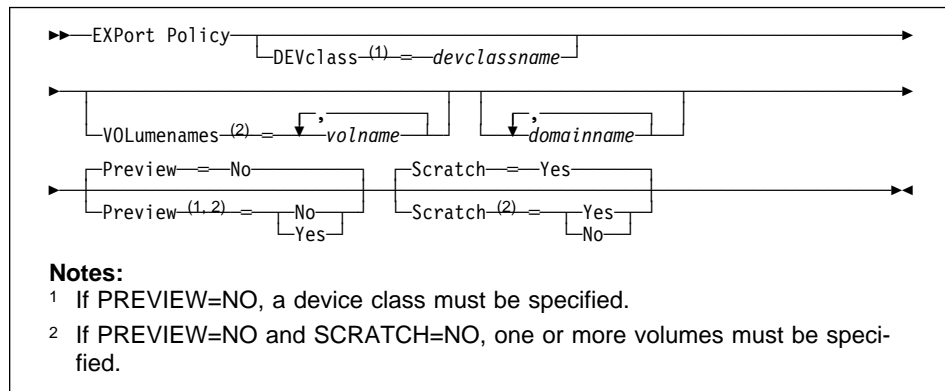 EXPort Policy
DEVclass (1) = devclassname
,
,
VOLumenames (2) = volname
domainname
Preview = No
Scratch = Yes
Preview (1, 2) = No
Scratch (2) = Yes
Yes
No
Notes:
1 If PREVIEW=NO, a device class must be specified.
2 If PREVIEW=NO and SCRATCH=NO, one or more volumes must be speci-
fied.